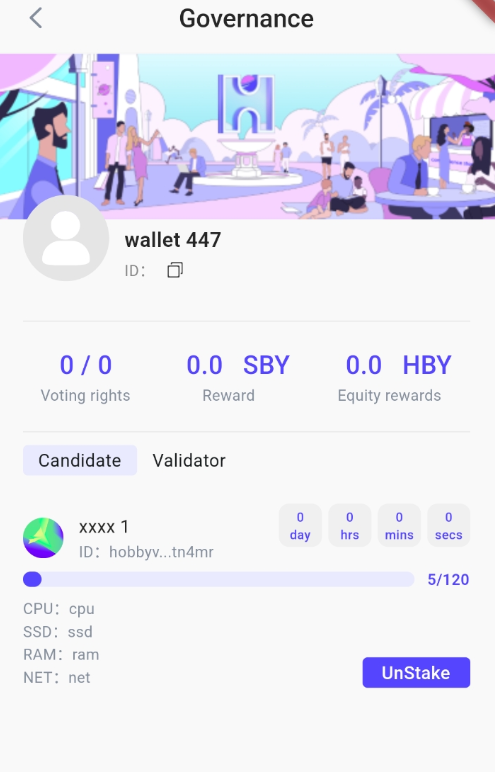 Governance
wallet 447
ID：
0 / 0
0.0 SBY
0.0 HBY
Voting rights
Reward
Equity rewards
Candidate
Validator
xxxx 1
ID：hobbyv...tn4mr
0 day
0 hrs
0 mins
0 secs
5/120
CPU：cpu
SSD：ssd
RAM：ram
NET：net
UnStake